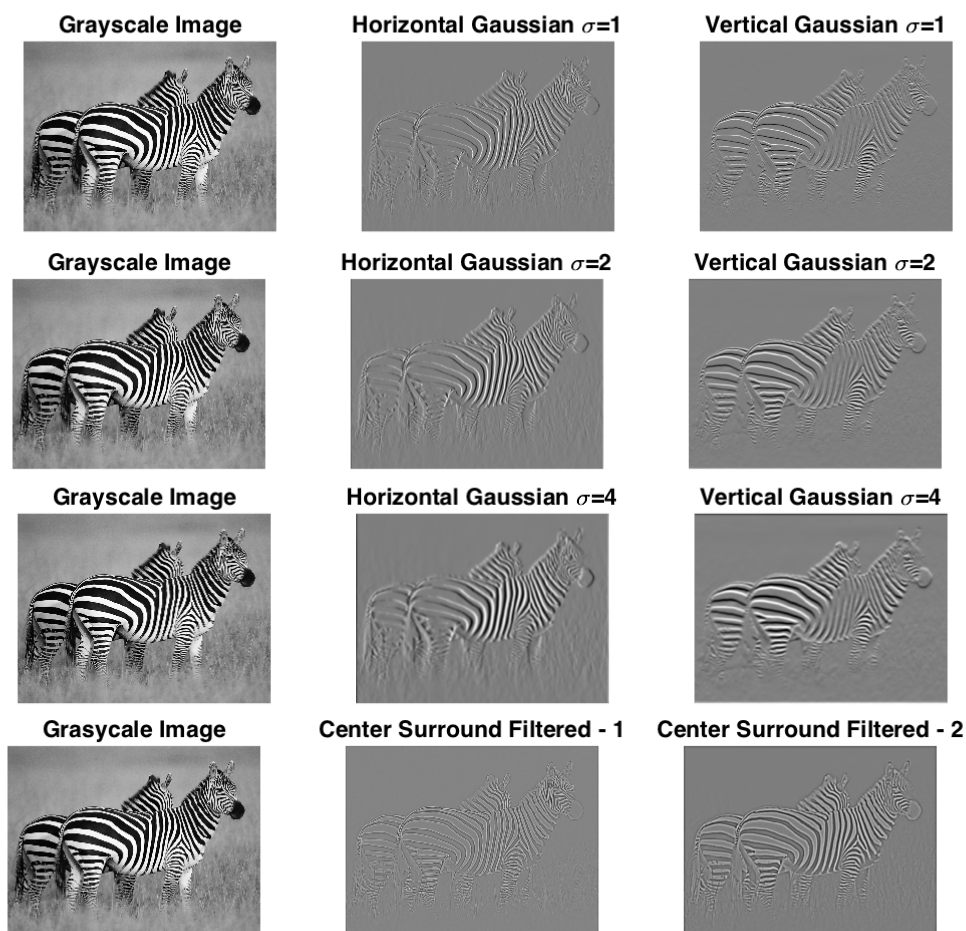 Grayscale Image
Horizontal Gaussian σ=1
Vertical Gaussian σ=1
Grayscale Image
Horizontal Gaussian σ=2
Vertical Gaussian σ=2
Grayscale Image
Horizontal Gaussian σ=4
Vertical Gaussian σ=4
Grasycale Image
Center Surround Filtered - 1
Center Surround Filtered - 2